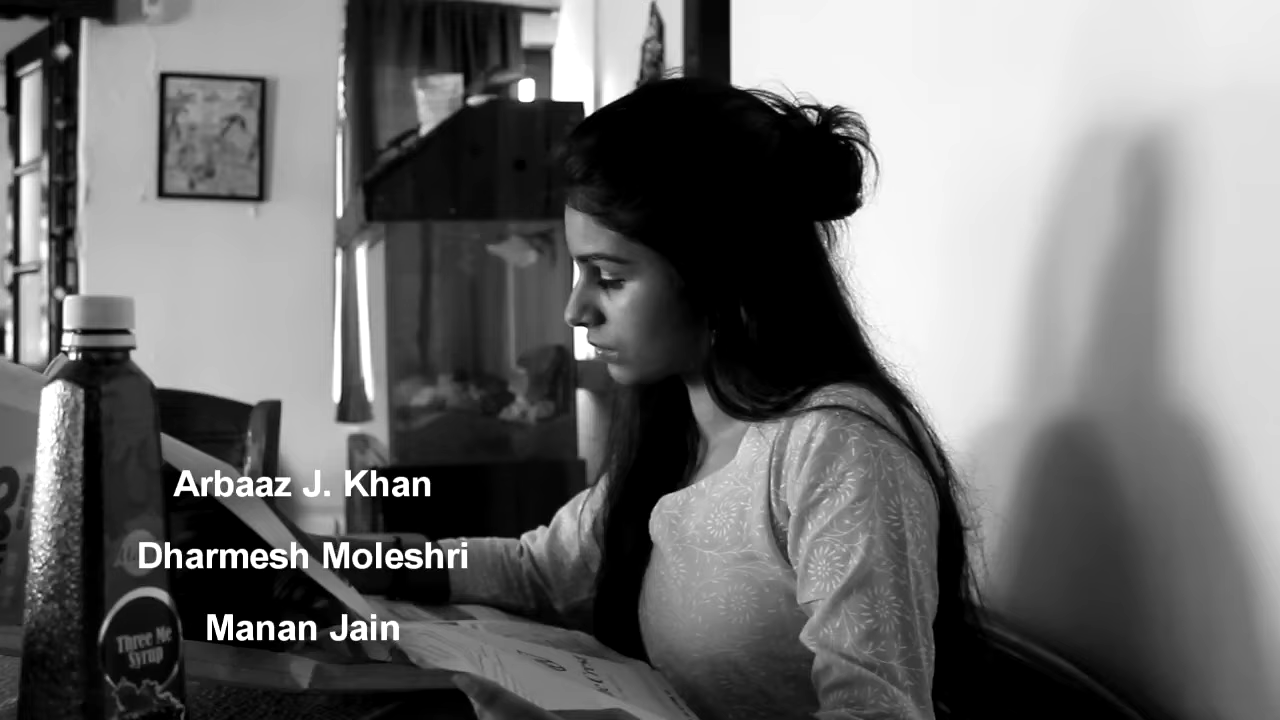 Arbaaz J. Khan
Dharmesh Moleshri
Manan Jain
Three Me
Syrup